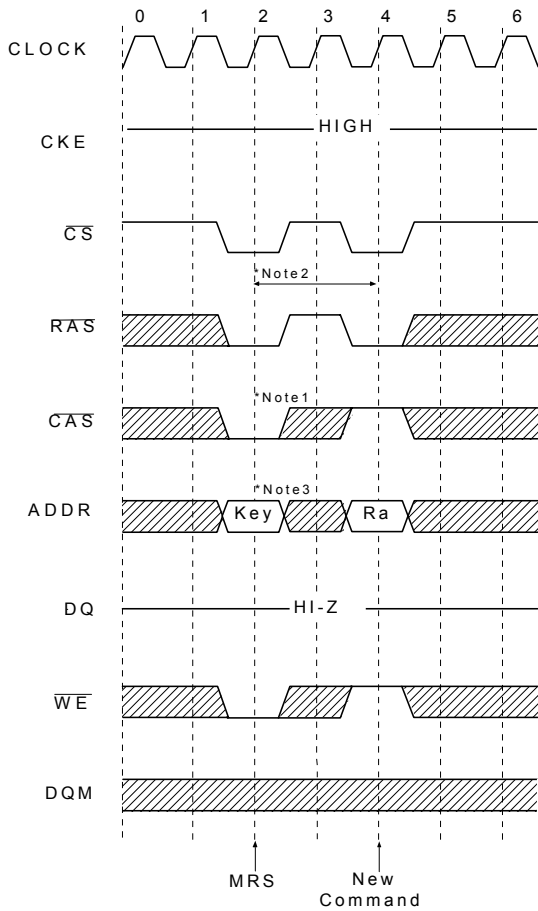 0 1 2 3 4 5 6
CLOCK
HIGH
CKE
CS
*Note2
RAS
*Note1
CAS
*Note3
ADDR Key Ra
DQ HI-Z
WE
DQM
MRS New
Command